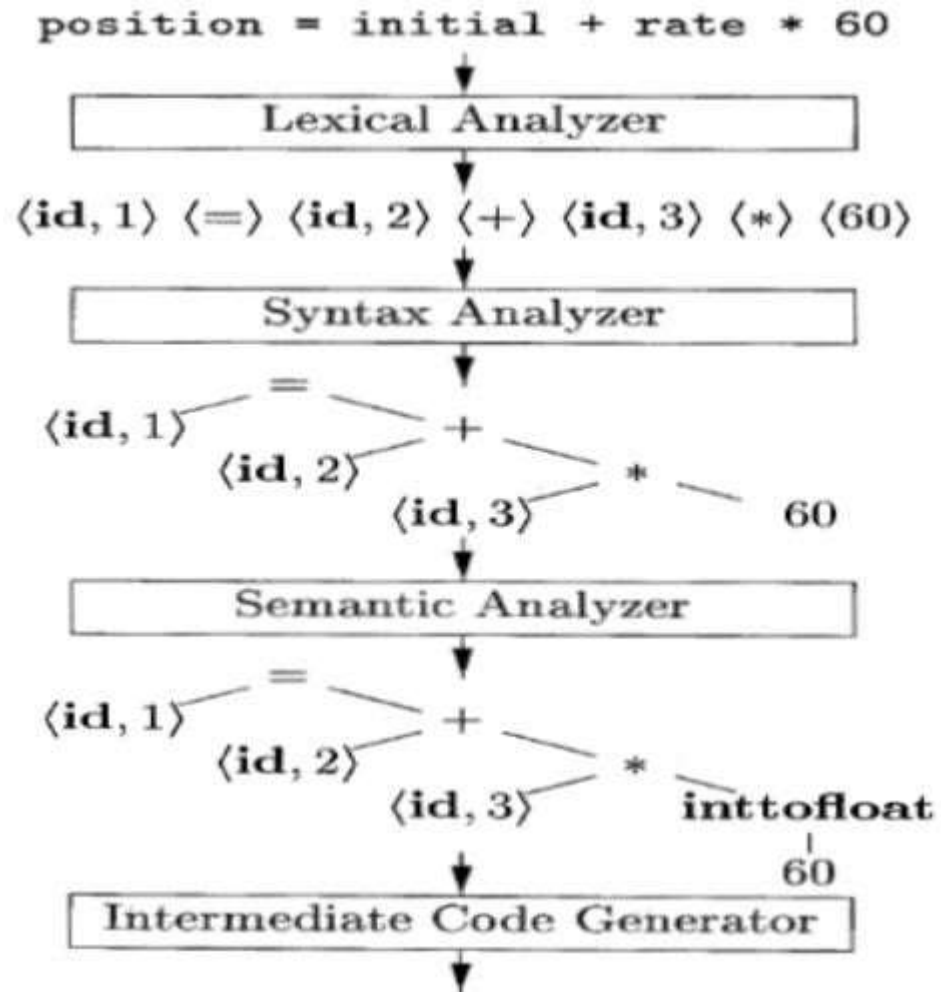 position = initial + rate * 60
Lexical Analyzer
⟨id, 1⟩ ⟨=⟩ ⟨id, 2⟩ ⟨+⟩ ⟨id, 3⟩ ⟨*⟩ ⟨60⟩
Syntax Analyzer
=
⟨id, 1⟩ +
⟨id, 2⟩ *
⟨id, 3⟩ 60
Semantic Analyzer
=
⟨id, 1⟩ +
⟨id, 2⟩ *
⟨id, 3⟩ inttofloat
60
Intermediate Code Generator